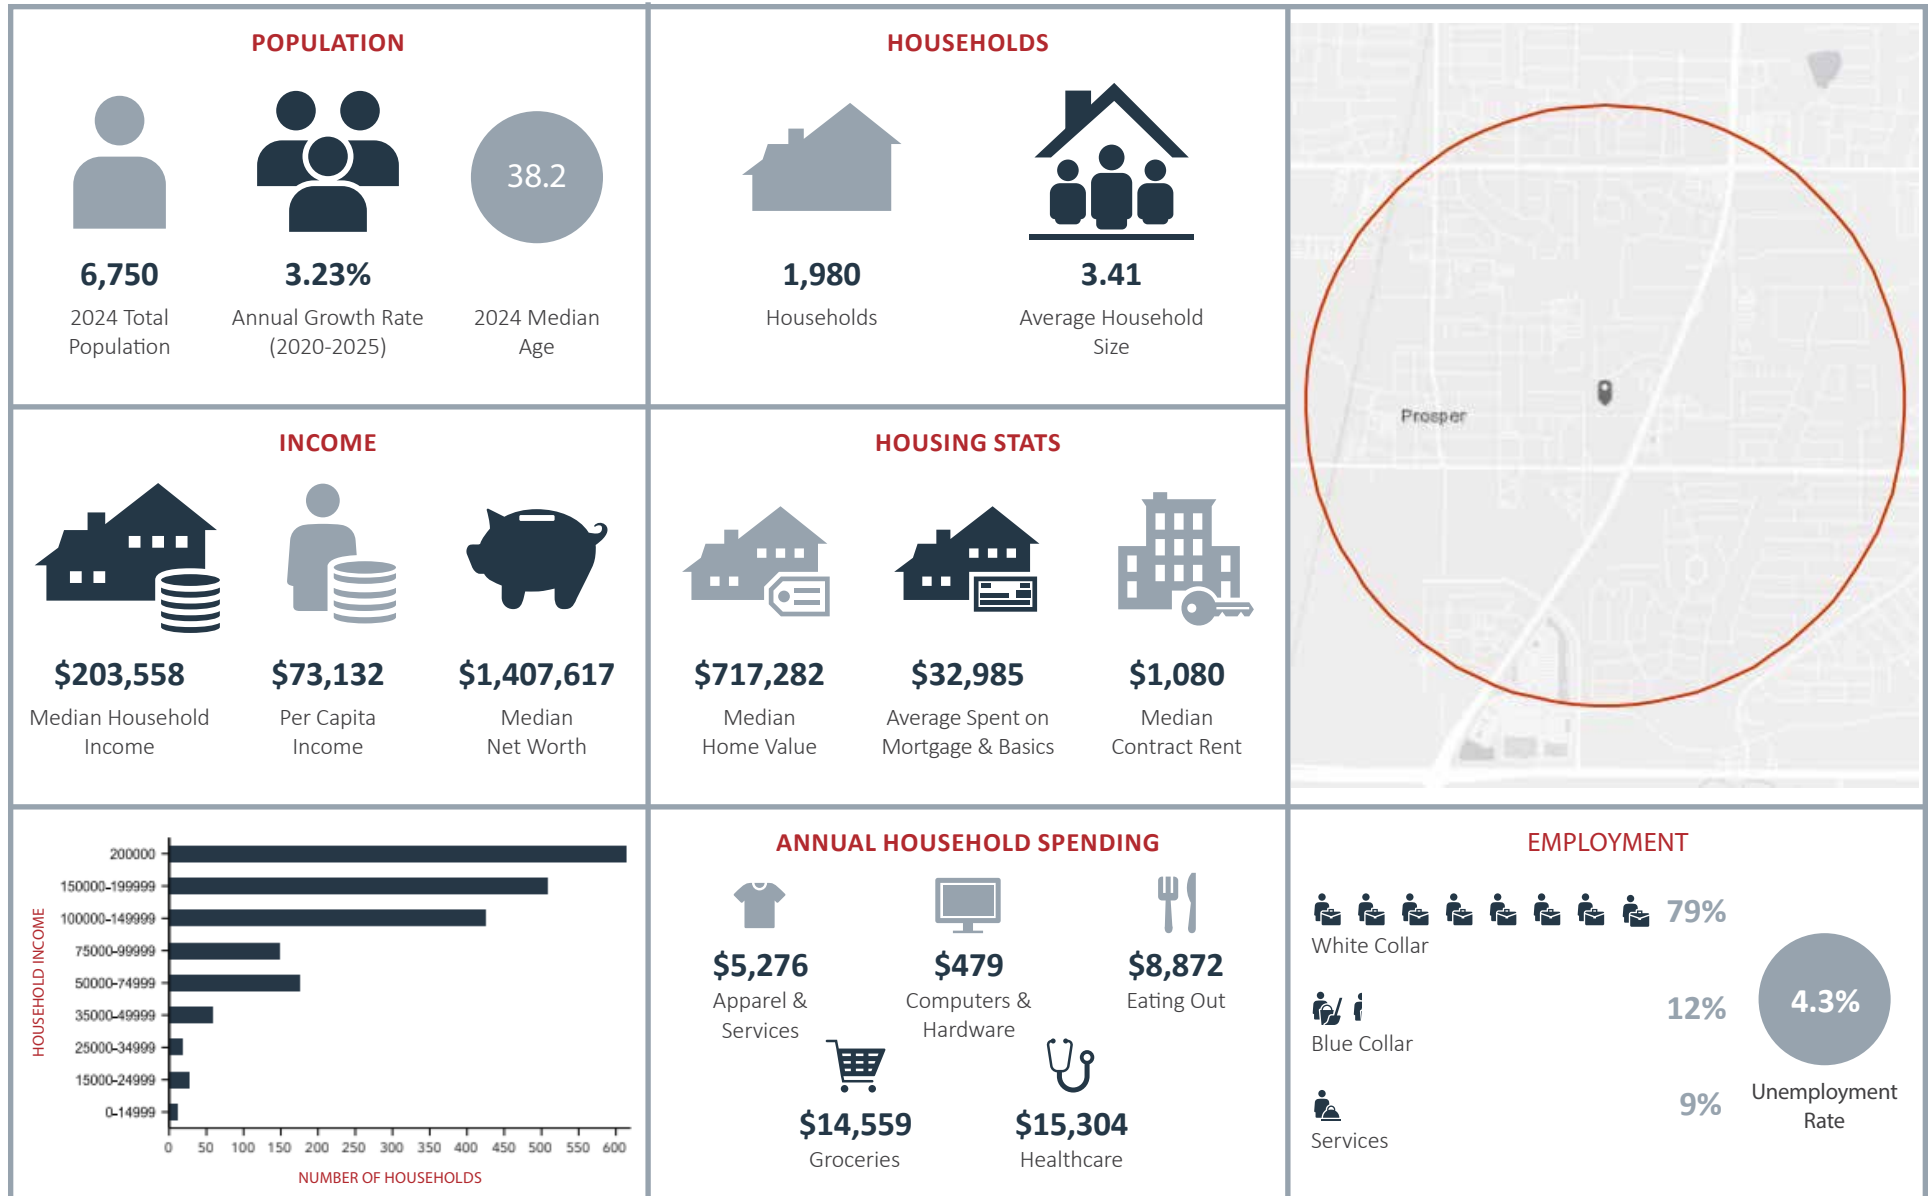 POPULATION
38.2
6,750
3.23%
2024 Total
Population
Annual Growth Rate
(2020-2025)
2024 Median
Age
HOUSEHOLDS
1,980
3.41
Households
Average Household
Size
Prosper
INCOME
$203,558
$73,132
$1,407,617
Median Household
Income
Per Capita
Income
Median
Net Worth
HOUSING STATS
$717,282
$32,985
$1,080
Median
Home Value
Average Spent on
Mortgage & Basics
Median
Contract Rent
HOUSEHOLD INCOME
200000
150000-199999
100000-149999
75000-99999
50000-74999
35000-49999
25000-34999
15000-24999
0-14999
0 50 100 150 200 250 300 350 400 450 500 550 600
NUMBER OF HOUSEHOLDS
ANNUAL HOUSEHOLD SPENDING
$5,276
$479
$8,872
Apparel &
Services
Computers &
Hardware
Eating Out
$14,559
$15,304
Groceries
Healthcare
EMPLOYMENT
79%
White Collar
12%
Blue Collar
9%
Services
4.3%
Unemployment
Rate